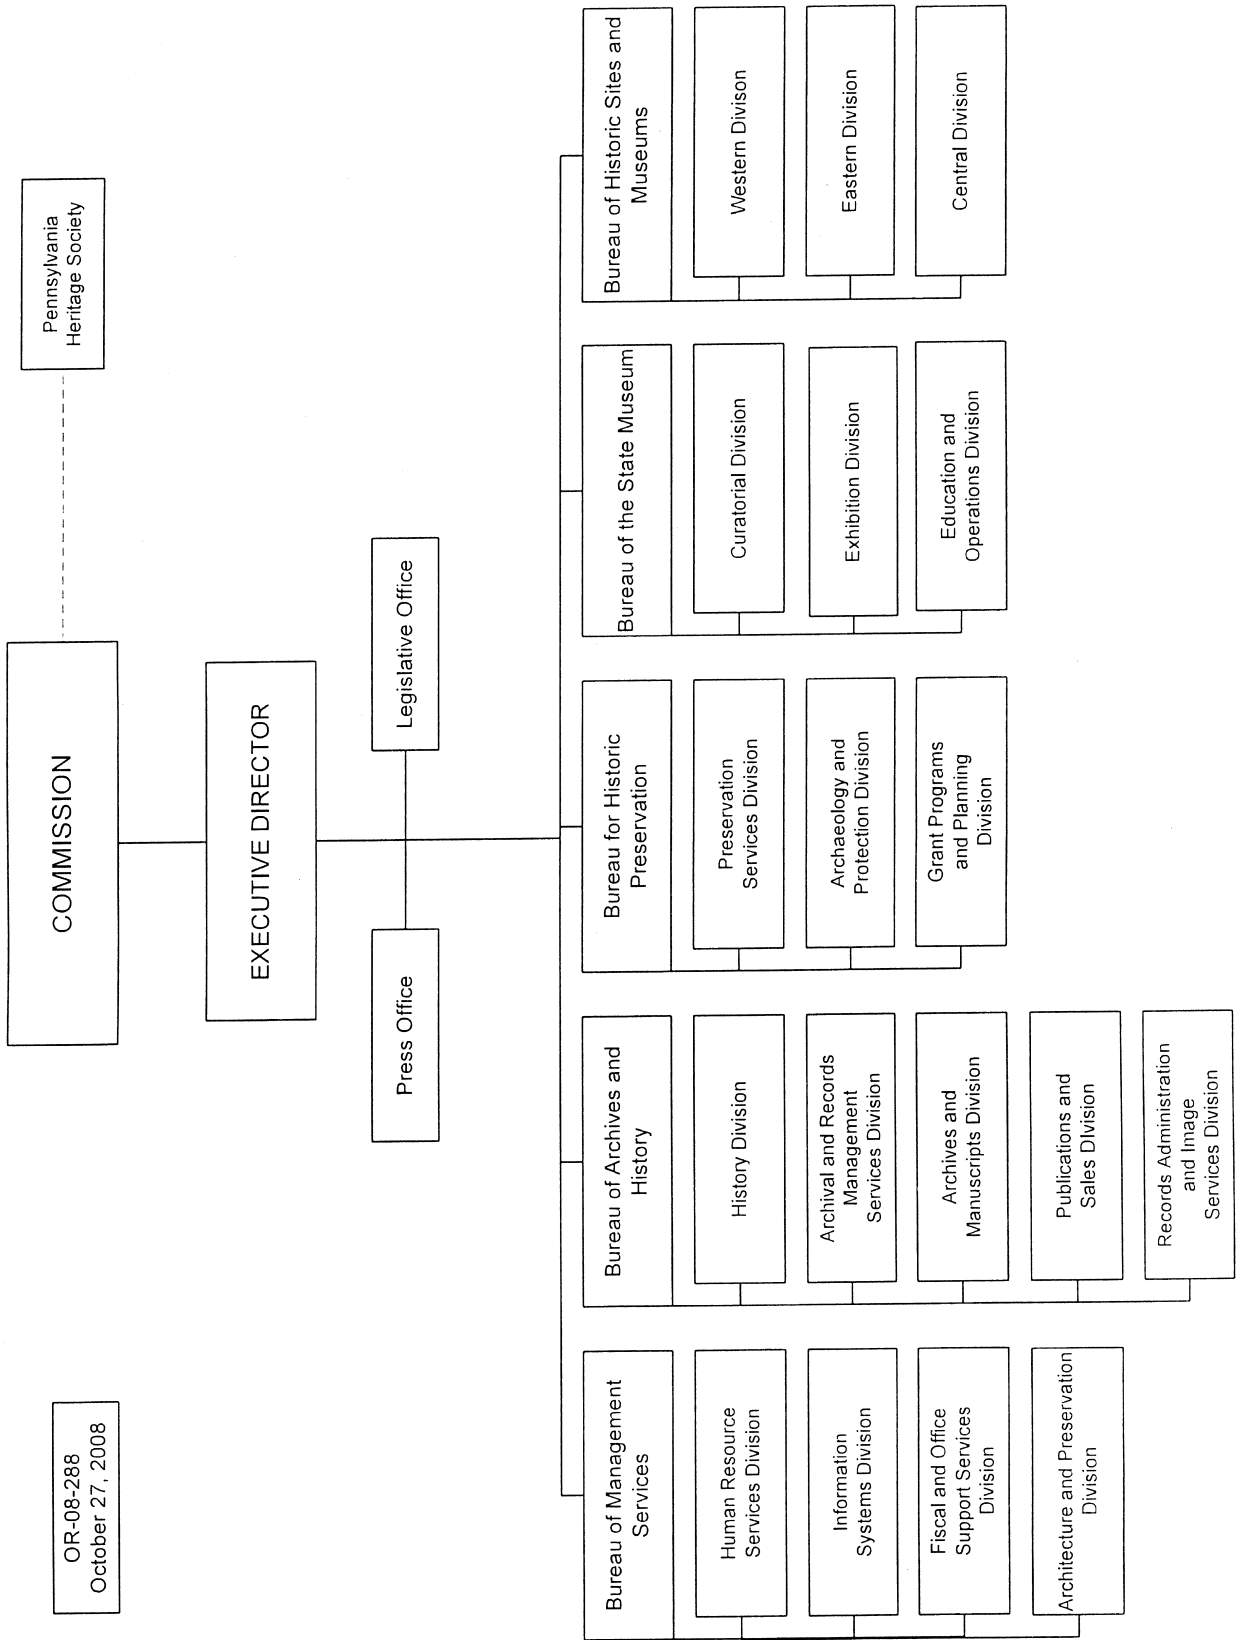 OR-08-288
October 27, 2008
COMMISSION
Pennsylvania
Heritage Society
EXECUTIVE DIRECTOR
Press Office
Legislative Office
Bureau of Management
Services
Human Resource
Services Division
Information
Systems Division
Fiscal and Office
Support Services
Division
Architecture and Preservation
Division
Bureau of Archives and
History
History Division
Archival and Records
Management
Services Division
Archives and
Manuscripts Division
Publications and
Sales DIvision
Records Administration
and Image
Services Division
Bureau for Historic
Preservation
Preservation
Services Division
Archaeology and
Protection Division
Grant Programs
and Planning
Division
Bureau of the State Museum
Curatorial Division
Exhibition Division
Education and
Operations Division
Bureau of Historic Sites and
Museums
Western Divison
Eastern Division
Central Division